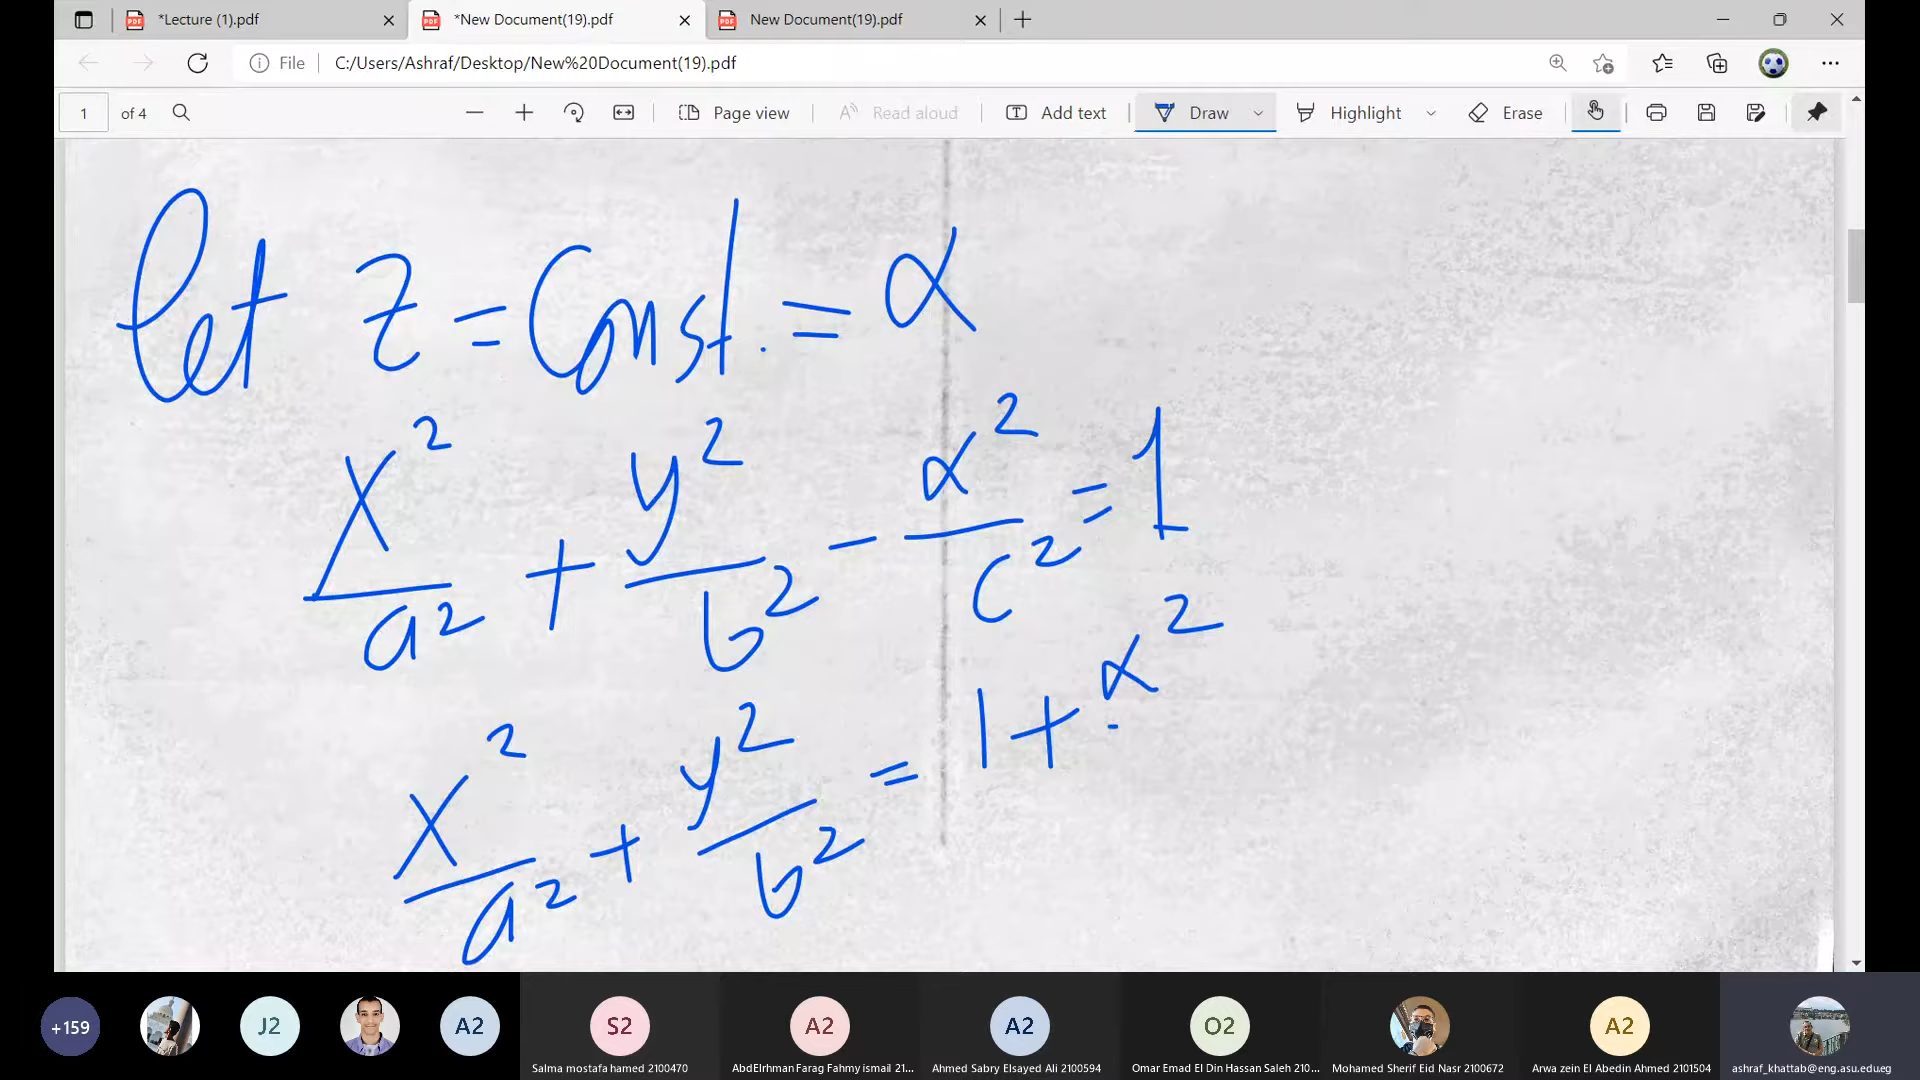 *Lecture (1).pdf
*New Document(19).pdf
New Document(19).pdf
File
C:/Users/Ashraf/Desktop/New%20Document(19).pdf
1 of 4
Page view
Read aloud
Add text
Draw
Highlight
Erase
let z = Const. = α
x²/a² + y²/b² - α²/c² = 1
x²/a² + y²/b² = 1 + α²
+159
J2
A2
S2
A2
A2
O2
A2
Salma mostafa hamed 2100470
AbdElrhman Farag Fahmy ismail 21...
Ahmed Sabry Elsayed Ali 2100594
Omar Emad El Din Hassan Saleh 210...
Mohamed Sherif Eid Nasr 2100672
Arwa zein El Abedin Ahmed 2101504
ashraf_khattab@eng.asu.edu.eg